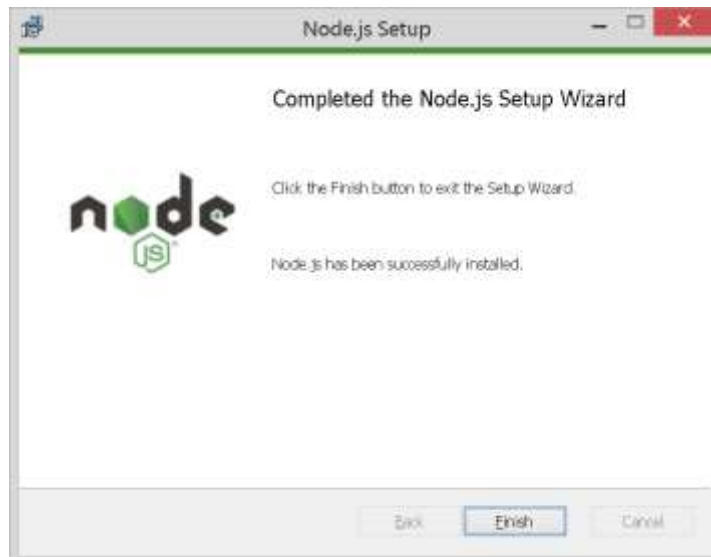 Node.js Setup
Completed the Node.js Setup Wizard
node
JS
Click the Finish button to exit the Setup Wizard.
Node.js has been successfully installed.
Back
Finish
Cancel